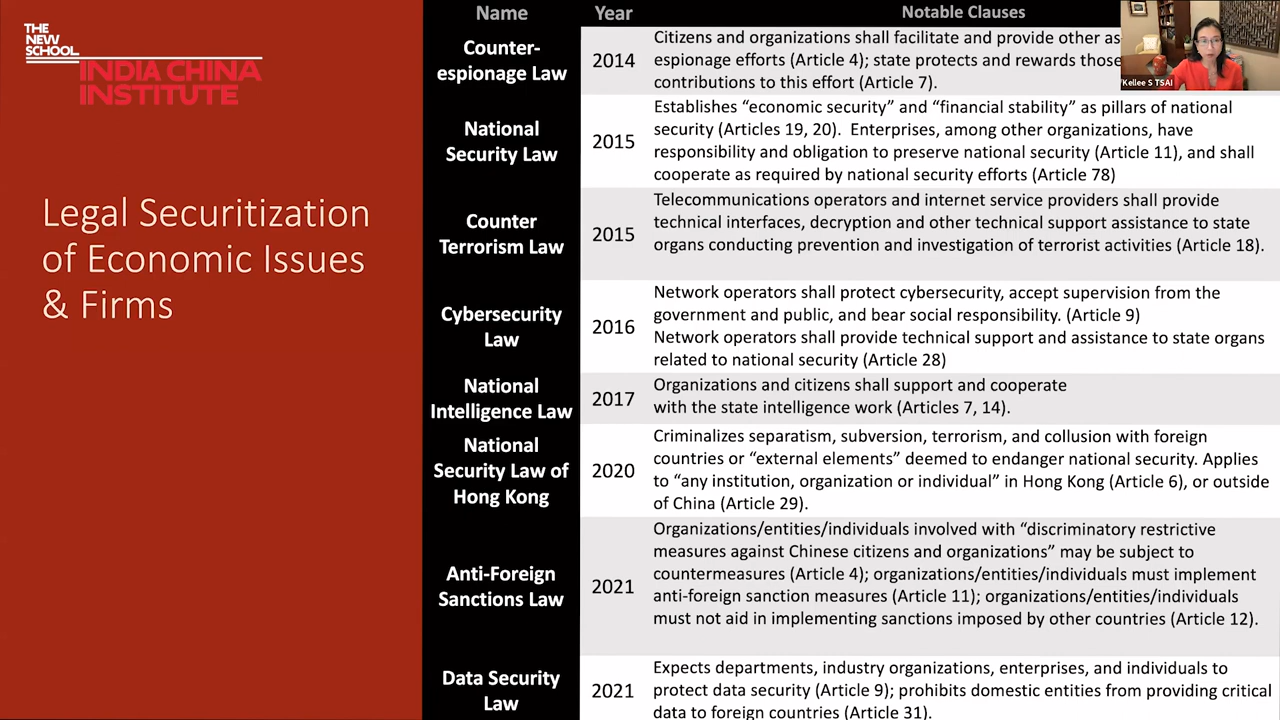 THE
NEW
SCHOOL
INDIA CHINA
INSTITUTE
Legal Securitization
of Economic Issues
& Firms
Name Year Notable Clauses
Counter-
espionage Law
2014
Citizens and organizations shall facilitate and provide other as
espionage efforts (Article 4); state protects and rewards those
contributions to this effort (Article 7).
National
Security Law
2015
Establishes “economic security” and “financial stability” as pillars of national
security (Articles 19, 20). Enterprises, among other organizations, have
responsibility and obligation to preserve national security (Article 11), and shall
cooperate as required by national security efforts (Article 78)
Counter
Terrorism Law
2015
Telecommunications operators and internet service providers shall provide
technical interfaces, decryption and other technical support assistance to state
organs conducting prevention and investigation of terrorist activities (Article 18).
Cybersecurity
Law
2016
Network operators shall protect cybersecurity, accept supervision from the
government and public, and bear social responsibility. (Article 9)
Network operators shall provide technical support and assistance to state organs
related to national security (Article 28)
National
Intelligence Law
2017
Organizations and citizens shall support and cooperate
with the state intelligence work (Articles 7, 14).
National
Security Law of
Hong Kong
2020
Criminalizes separatism, subversion, terrorism, and collusion with foreign
countries or “external elements” deemed to endanger national security. Applies
to “any institution, organization or individual” in Hong Kong (Article 6), or outside
of China (Article 29).
Anti-Foreign
Sanctions Law
2021
Organizations/entities/individuals involved with “discriminatory restrictive
measures against Chinese citizens and organizations” may be subject to
countermeasures (Article 4); organizations/entities/individuals must implement
anti-foreign sanction measures (Article 11); organizations/entities/individuals
must not aid in implementing sanctions imposed by other countries (Article 12).
Data Security
Law
2021
Expects departments, industry organizations, enterprises, and individuals to
protect data security (Article 9); prohibits domestic entities from providing critical
data to foreign countries (Article 31).
Kellee S TSAI